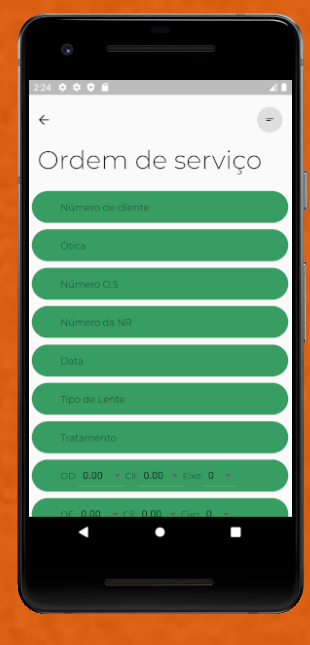 2:24
Ordem de serviço
Número de cliente
Ótica
Número O.S
Número da NR
Data
Tipo de Lente
Tratamento
OD: 0.00 Cil: 0.00 Eixo: 0
OE: 0.00 Cil: 0.00 Eixo: 0